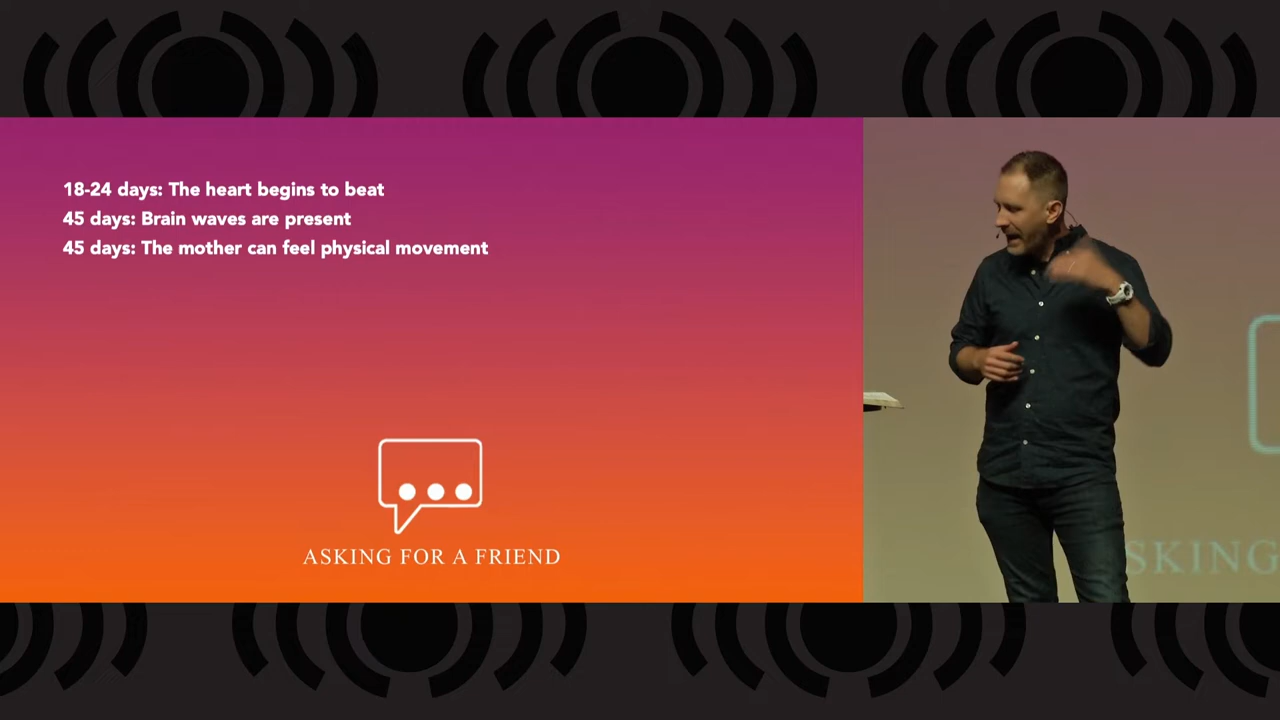 18-24 days: The heart begins to beat
45 days: Brain waves are present
45 days: The mother can feel physical movement
ASKING FOR A FRIEND
SKING